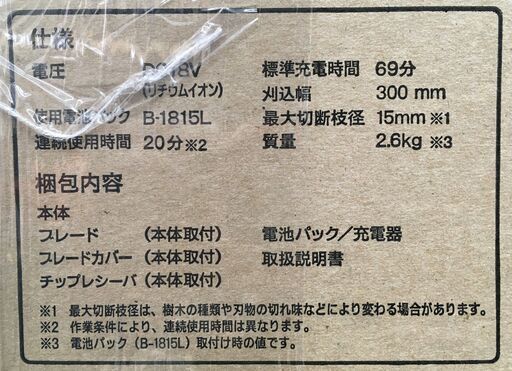 仕様
電圧 DC18V
(リチウムイオン)
使用電池パック B-1815L
連続使用時間 20分※2
標準充電時間 69分
刈込幅 300 mm
最大切断枝径 15mm※1
質量 2.6kg※3
梱包内容
本体
ブレード (本体取付)
ブレードカバー (本体取付)
チップレシーバ (本体取付)
電池パック/充電器
取扱説明書
※1 最大切断枝径は、樹木の種類や刃物の切れ味などにより変わる場合があります。
※2 作業条件により、連続使用時間は異なります。
※3 電池パック(B-1815L)取付け時の値です。